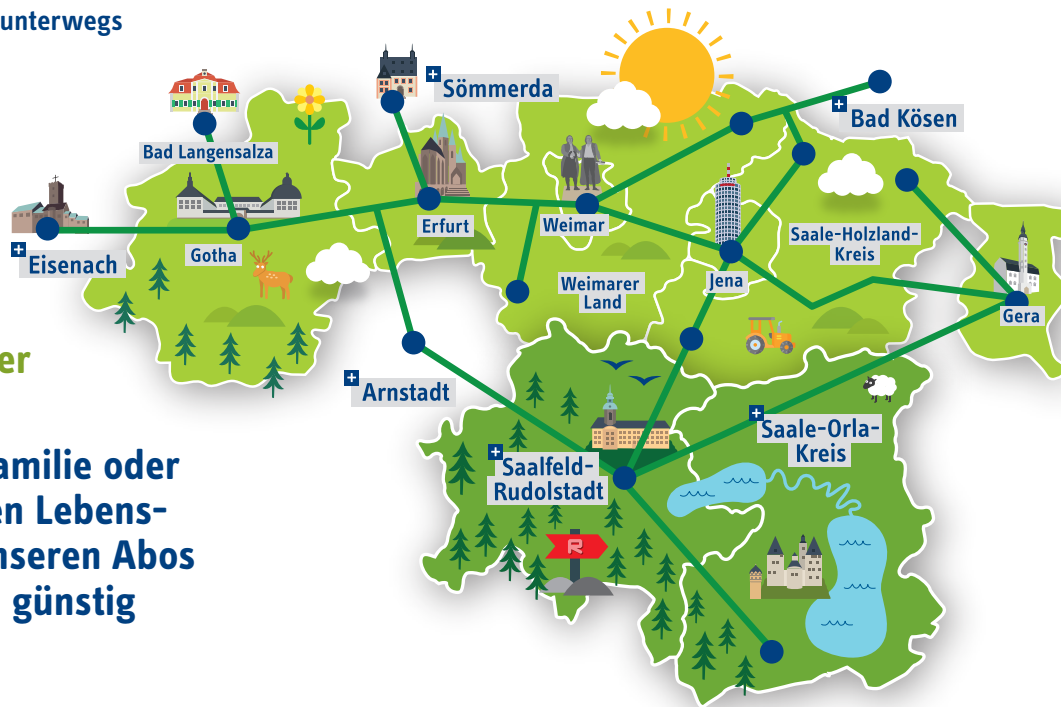 unterwegs
Sömmerda
Bad Kösen
Bad Langensalza
Erfurt
Weimar
Saale-Holzland-
Kreis
Gotha
Eisenach
Weimarer
Land
Jena
Gera
er
Arnstadt
Saale-Orla-
Kreis
amilie oder
en Lebens-
nseren Abos
günstig
Saalfeld-
Rudolstadt
R